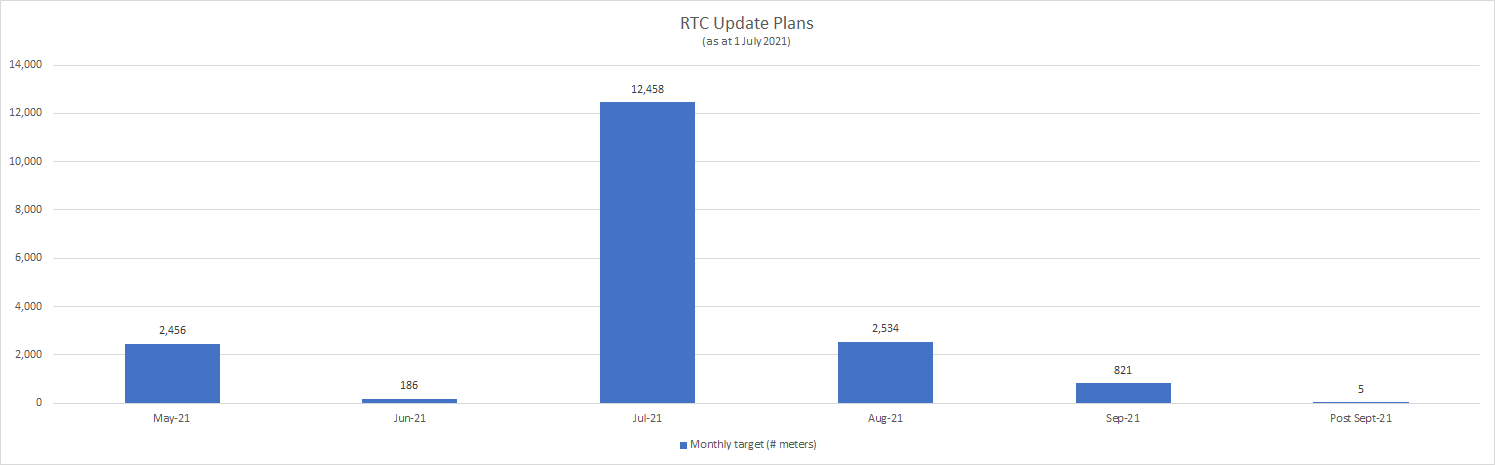 RTC Update Plans
(as at 1 July 2021)
14,000
12,000
10,000
8,000
6,000
4,000
2,000
0
2,456
186
12,458
2,534
821
5
May-21
Jun-21
Jul-21
Aug-21
Sep-21
Post Sept-21
Monthly target (# meters)